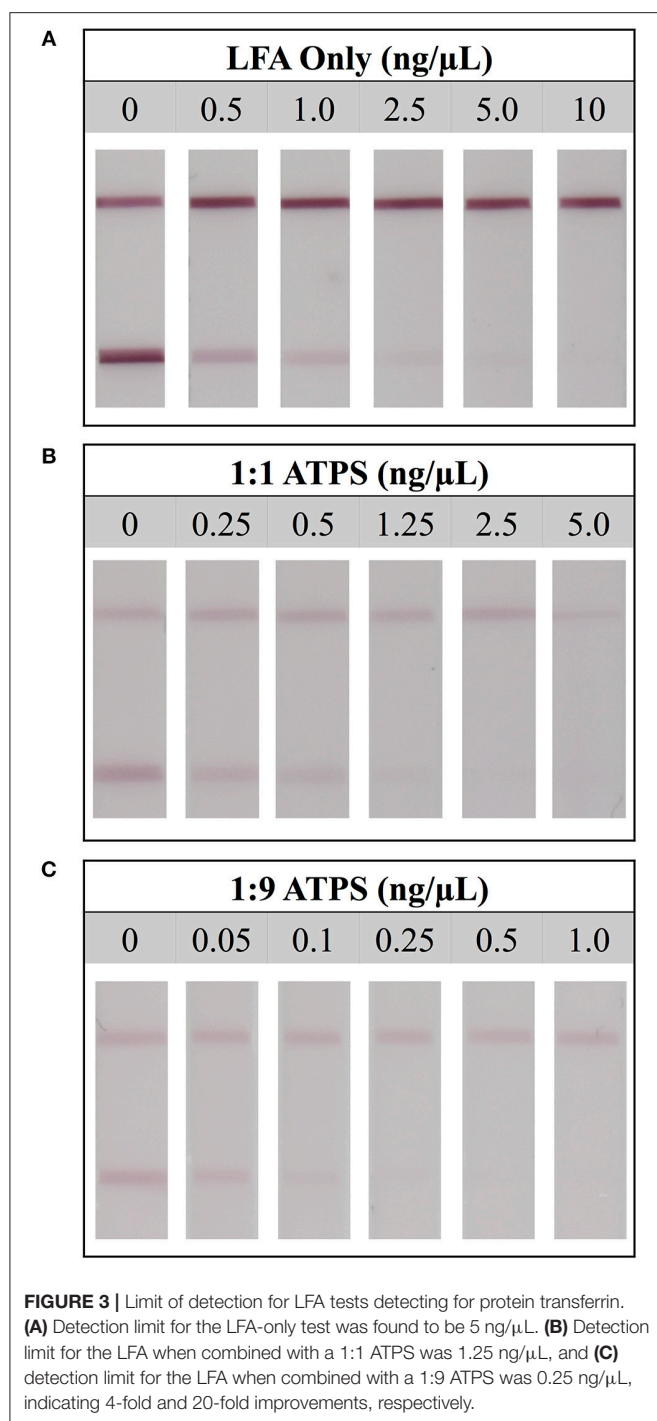 A
LFA Only (ng/µL)
0 0.5 1.0 2.5 5.0 10
B
1:1 ATPS (ng/µL)
0 0.25 0.5 1.25 2.5 5.0
C
1:9 ATPS (ng/µL)
0 0.05 0.1 0.25 0.5 1.0
FIGURE 3 | Limit of detection for LFA tests detecting for protein transferrin.
(A) Detection limit for the LFA-only test was found to be 5 ng/µL. (B) Detection
limit for the LFA when combined with a 1:1 ATPS was 1.25 ng/µL, and (C)
detection limit for the LFA when combined with a 1:9 ATPS was 0.25 ng/µL,
indicating 4-fold and 20-fold improvements, respectively.